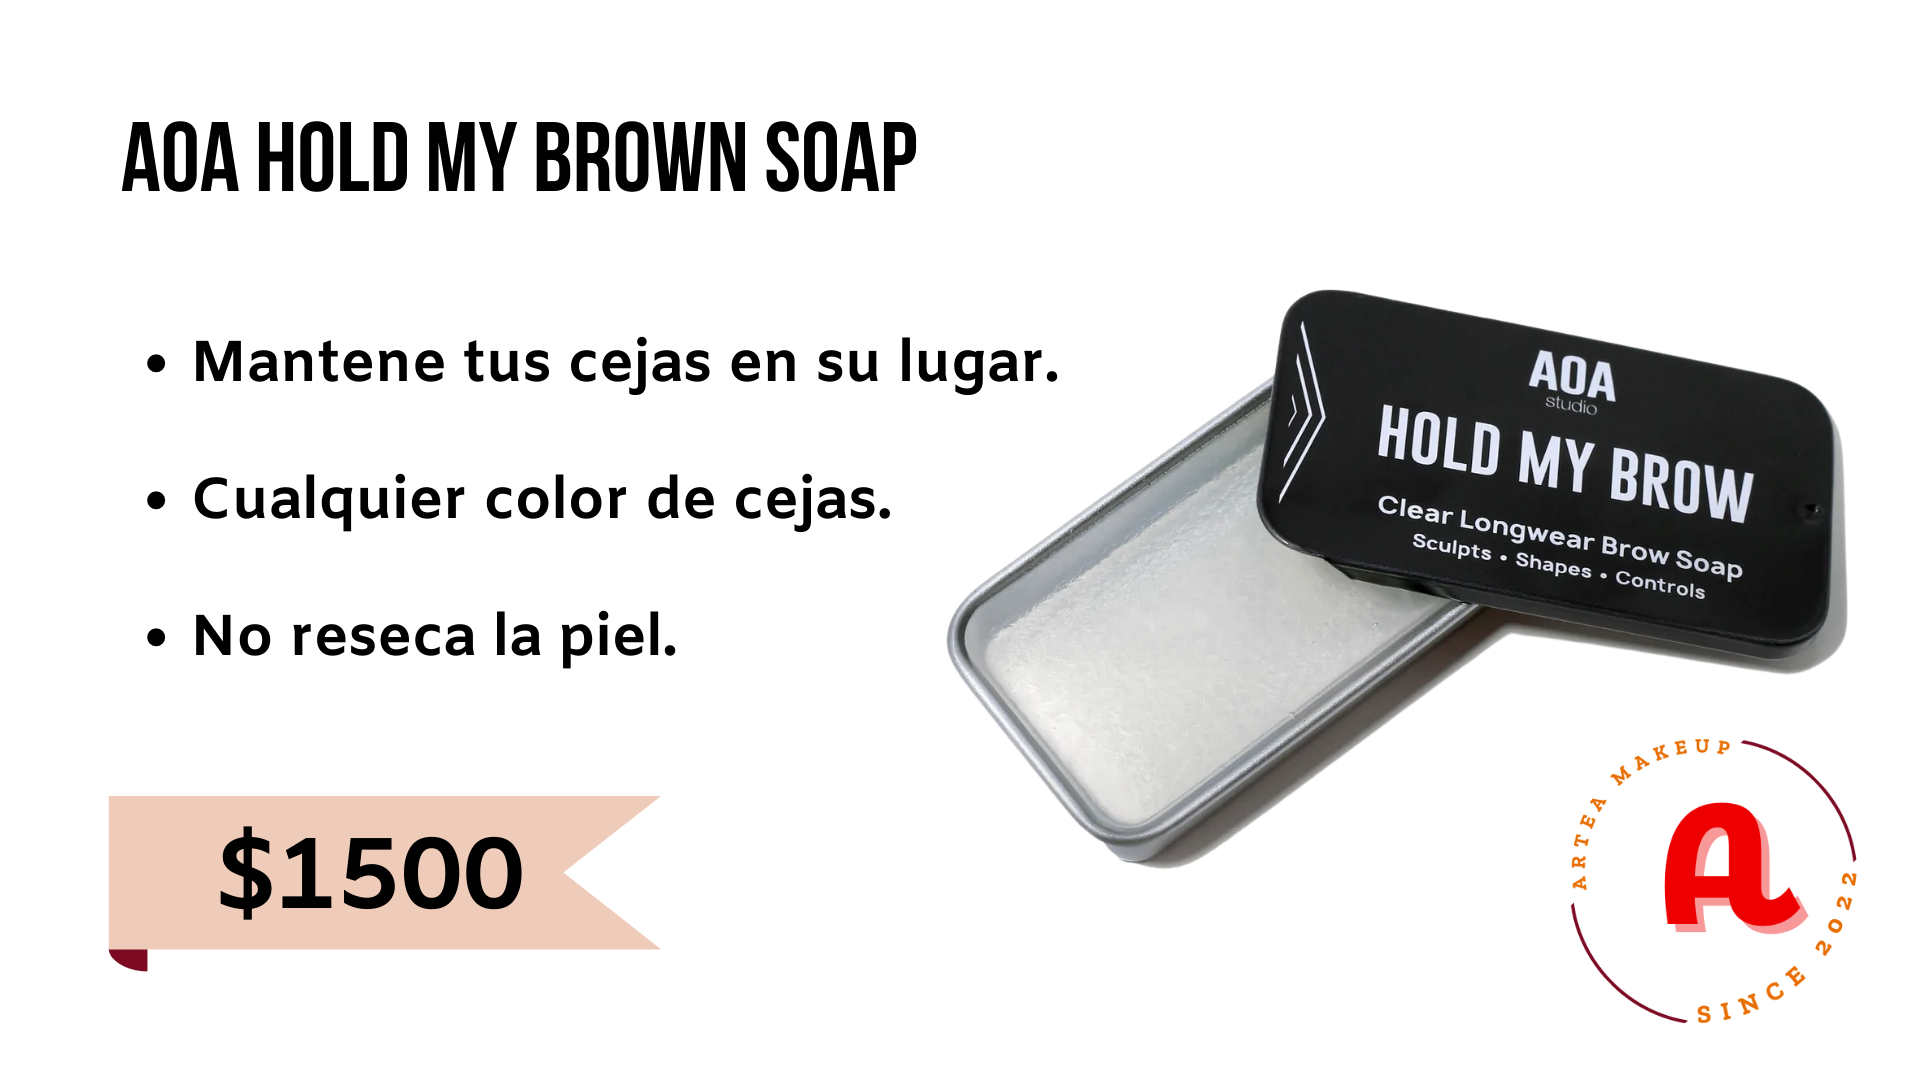 AOA HOLD MY BROWN SOAP
• Mantene tus cejas en su lugar.
• Cualquier color de cejas.
• No reseca la piel.
$1500
AOA
studio
HOLD MY BROW
Clear Longwear Brow Soap
Sculpts • Shapes • Controls
ARTEA MAKEUP
A
SINCE 2022